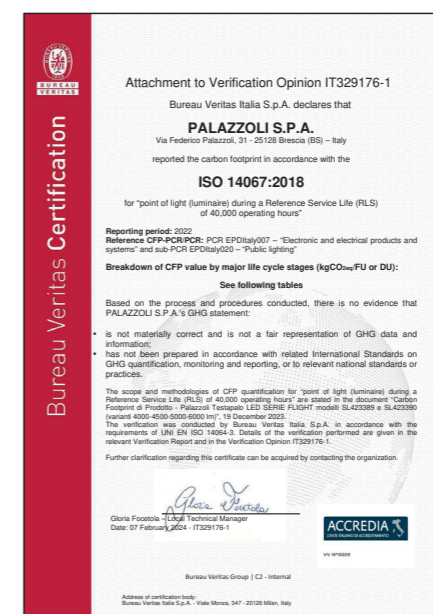 BUREAU
VERITAS
Bureau Veritas Certification
Attachment to Verification Opinion IT329176-1
Bureau Veritas Italia S.p.A. declares that
PALAZZOLI S.P.A.
Via Federico Palazzoli, 31 - 25128 Brescia (BS) – Italy
reported the carbon footprint in accordance with the
ISO 14067:2018
for “point of light (luminaire) during a Reference Service Life (RLS)
of 40,000 operating hours”
Reporting period: 2022
Reference CFP-PCR/PCR: PCR EPDItaly007 – “Electronic and electrical products and
systems” and sub-PCR EPDItaly020 – “Public lighting”
Breakdown of CFP value by major life cycle stages (kgCO2eq/FU or DU):
See following tables
Based on the process and procedures conducted, there is no evidence that
PALAZZOLI S.P.A.'s GHG statement:
• is not materially correct and is not a fair representation of GHG data and
information;
• has not been prepared in accordance with related International Standards on
GHG quantification, monitoring and reporting, or to relevant national standards or
practices.
The scope and methodologies of CFP quantification for “point of light (luminaire) during a
Reference Service Life (RLS) of 40,000 operating hours” are stated in the document “Carbon
Footprint di Prodotto - Palazzoli Testapalo LED SERIE FLIGHT modelli SL423389 e SL423390
(varianti 4000-4500-5000-6000 lm)”, 19 December 2023.
The verification was conducted by Bureau Veritas Italia S.p.A. in accordance with the
requirements of UNI EN ISO 14064-3. Details of the verification performed are given in the
relevant Verification Report and in the Verification Opinion IT329176-1.
Further clarification regarding this certificate can be acquired by contacting the organization.
Gloria Focetola – Local Technical Manager
Date: 07 February 2024 - IT329176-1
ACCREDIA
L'ENTE ITALIANO DI ACCREDITAMENTO
VV N°0009
Bureau Veritas Group | C2 - Internal
Address of certification body:
Bureau Veritas Italia S.p.A. - Viale Monza, 347 - 20126 Milan, Italy